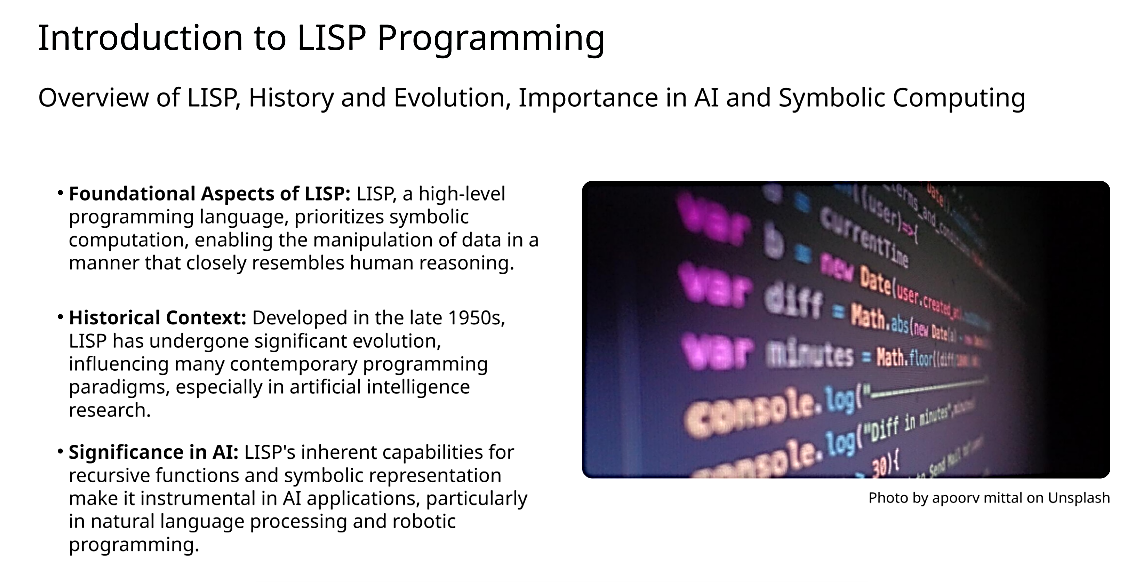 Introduction to LISP Programming
Overview of LISP, History and Evolution, Importance in AI and Symbolic Computing
• Foundational Aspects of LISP: LISP, a high-level
programming language, prioritizes symbolic
computation, enabling the manipulation of data in a
manner that closely resembles human reasoning.
• Historical Context: Developed in the late 1950s,
LISP has undergone significant evolution,
influencing many contemporary programming
paradigms, especially in artificial intelligence
research.
• Significance in AI: LISP's inherent capabilities for
recursive functions and symbolic representation
make it instrumental in AI applications, particularly
in natural language processing and robotic
programming.
((user)=>{
var b = currentTime
var diff = new Date(user.created
var minutes = Math.abs(new Date(
Math.floor((diff
console.log("
console.log("Diff in minutes",
30){
Photo by apoorv mittal on Unsplash